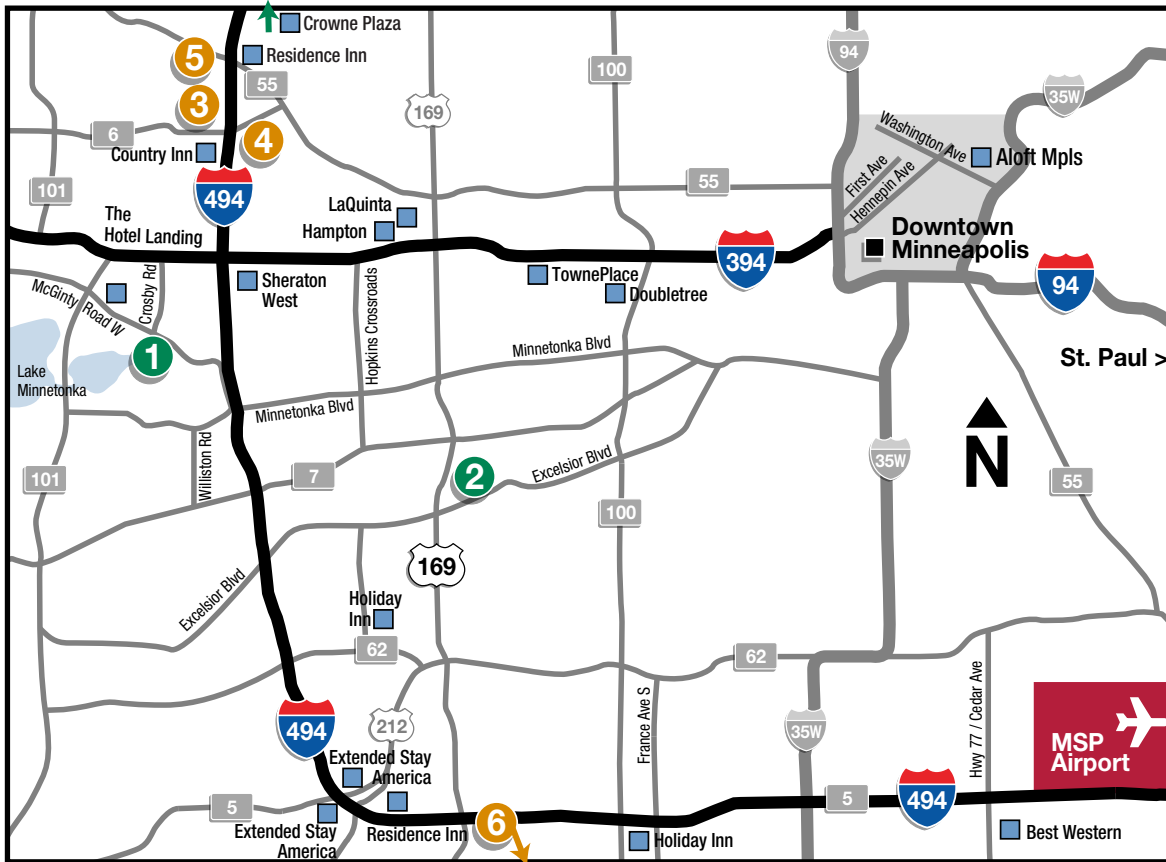 Crowne Plaza
Residence Inn
5
55
3
6
4
Country Inn
101
494
169
100
94
35W
Washington Ave
Aloft Mpls
First Ave
Hennepin Ave
55
Downtown
Minneapolis
LaQuinta
Hampton
The
Hotel Landing
394
94
Sheraton
West
TownePlace
Doubletree
McGinty Road W
Crosby Rd
Hopkins Crossroads
1
Lake
Minnetonka
Minnetonka Blvd
Minnetonka Blvd
St. Paul >
N
Williston Rd
101
7
2
Excelsior Blvd
35W
55
100
169
Excelsior Blvd
Holiday
Inn
62
62
212
494
France Ave S
35W
Hwy 77 / Cedar Ave
MSP
Airport
Extended Stay
America
5
Extended Stay
America
Residence Inn
6
Holiday Inn
5
494
Best Western